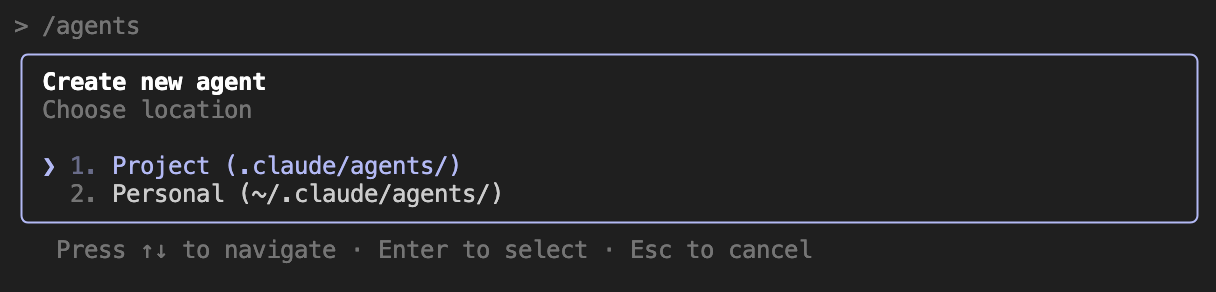 > /agents
Create new agent
Choose location
❯ 1. Project (.claude/agents/)
2. Personal (~/.claude/agents/)
Press ↑↓ to navigate · Enter to select · Esc to cancel